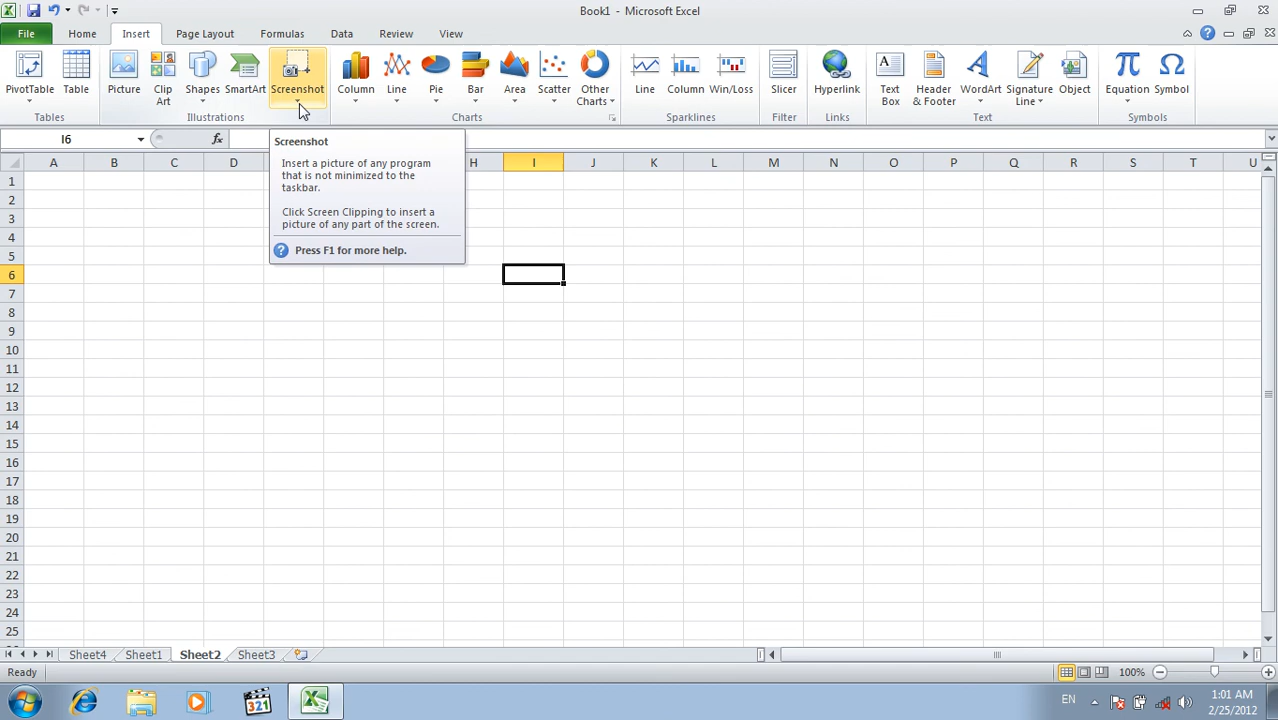 Book1 - Microsoft Excel
File Home Insert Page Layout Formulas Data Review View
PivotTable Table Picture Clip Art Shapes SmartArt Screenshot Column Line Pie Bar Area Scatter Other Charts Line Column Win/Loss Slicer Hyperlink Text Box Header & Footer WordArt Signature Line Object Equation Symbol
Tables Illustrations Charts Sparklines Filter Links Text Symbols
I6 fx
Screenshot
Insert a picture of any program
that is not minimized to the
taskbar.
Click Screen Clipping to insert a
picture of any part of the screen.
Press F1 for more help.
A B C D H I J K L M N O P Q R S T U
1
2
3
4
5
6
7
8
9
10
11
12
13
14
15
16
17
18
19
20
21
22
23
24
25
Sheet4 Sheet1 Sheet2 Sheet3
Ready 100%
321 EN 1:01 AM
2/25/2012